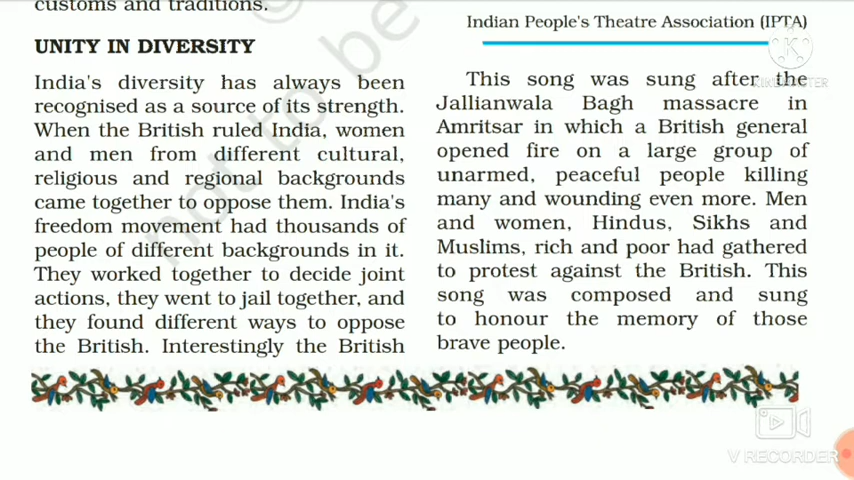 customs and traditions.
UNITY IN DIVERSITY
India's diversity has always been
recognised as a source of its strength.
When the British ruled India, women
and men from different cultural,
religious and regional backgrounds
came together to oppose them. India's
freedom movement had thousands of
people of different backgrounds in it.
They worked together to decide joint
actions, they went to jail together, and
they found different ways to oppose
the British. Interestingly the British
Indian People's Theatre Association (IPTA)
This song was sung after the
Jallianwala Bagh massacre in
Amritsar in which a British general
opened fire on a large group of
unarmed, peaceful people killing
many and wounding even more. Men
and women, Hindus, Sikhs and
Muslims, rich and poor had gathered
to protest against the British. This
song was composed and sung
to honour the memory of those
brave people.
not to be
©
K
KINEMASTER
V RECORDER